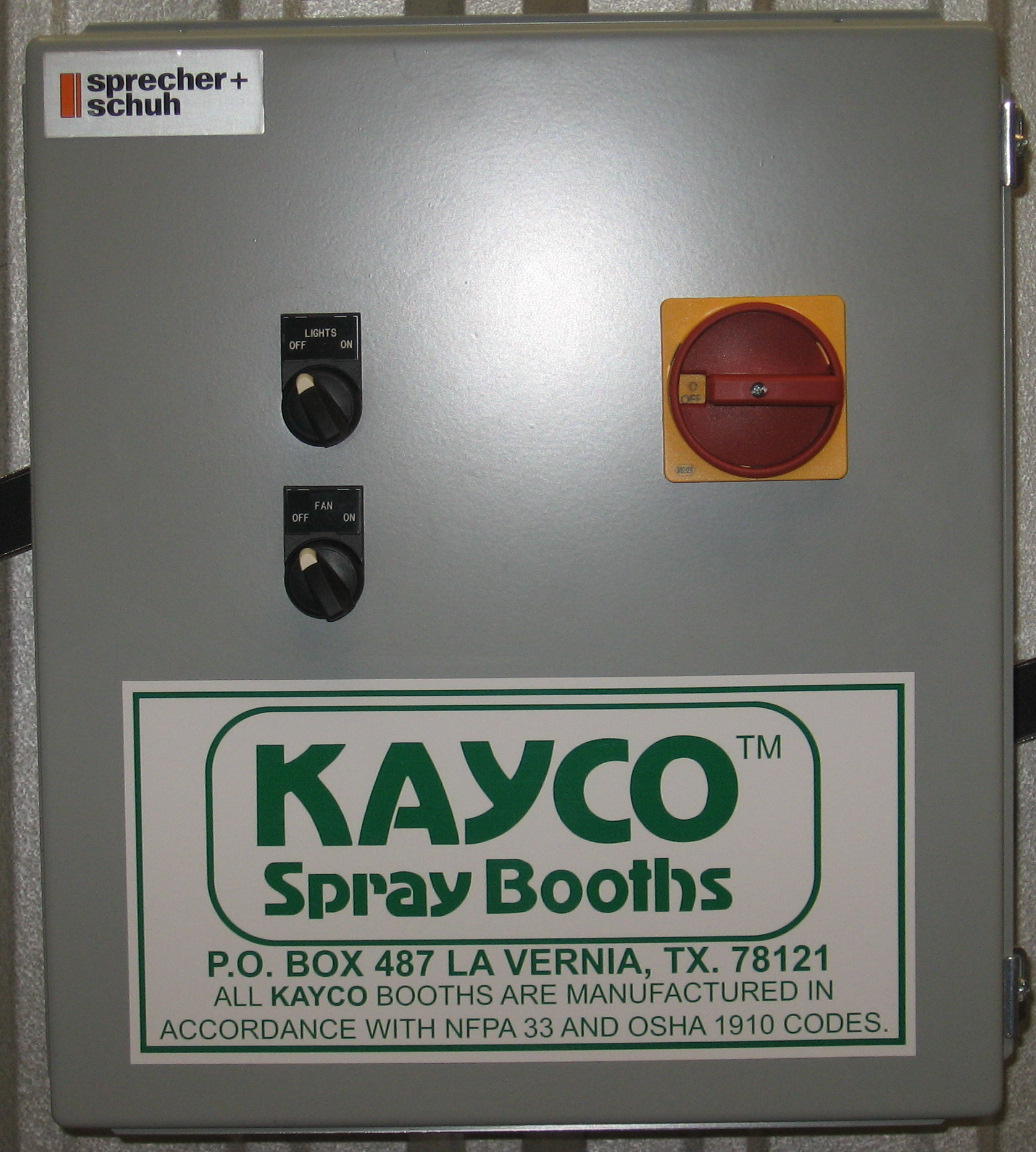 sprecher+
schuh
LIGHTS
OFF ON
OFF
FAN
OFF ON
KAYCO™
Spray Booths
P.O. BOX 487 LA VERNIA, TX. 78121
ALL KAYCO BOOTHS ARE MANUFACTURED IN
ACCORDANCE WITH NFPA 33 AND OSHA 1910 CODES.